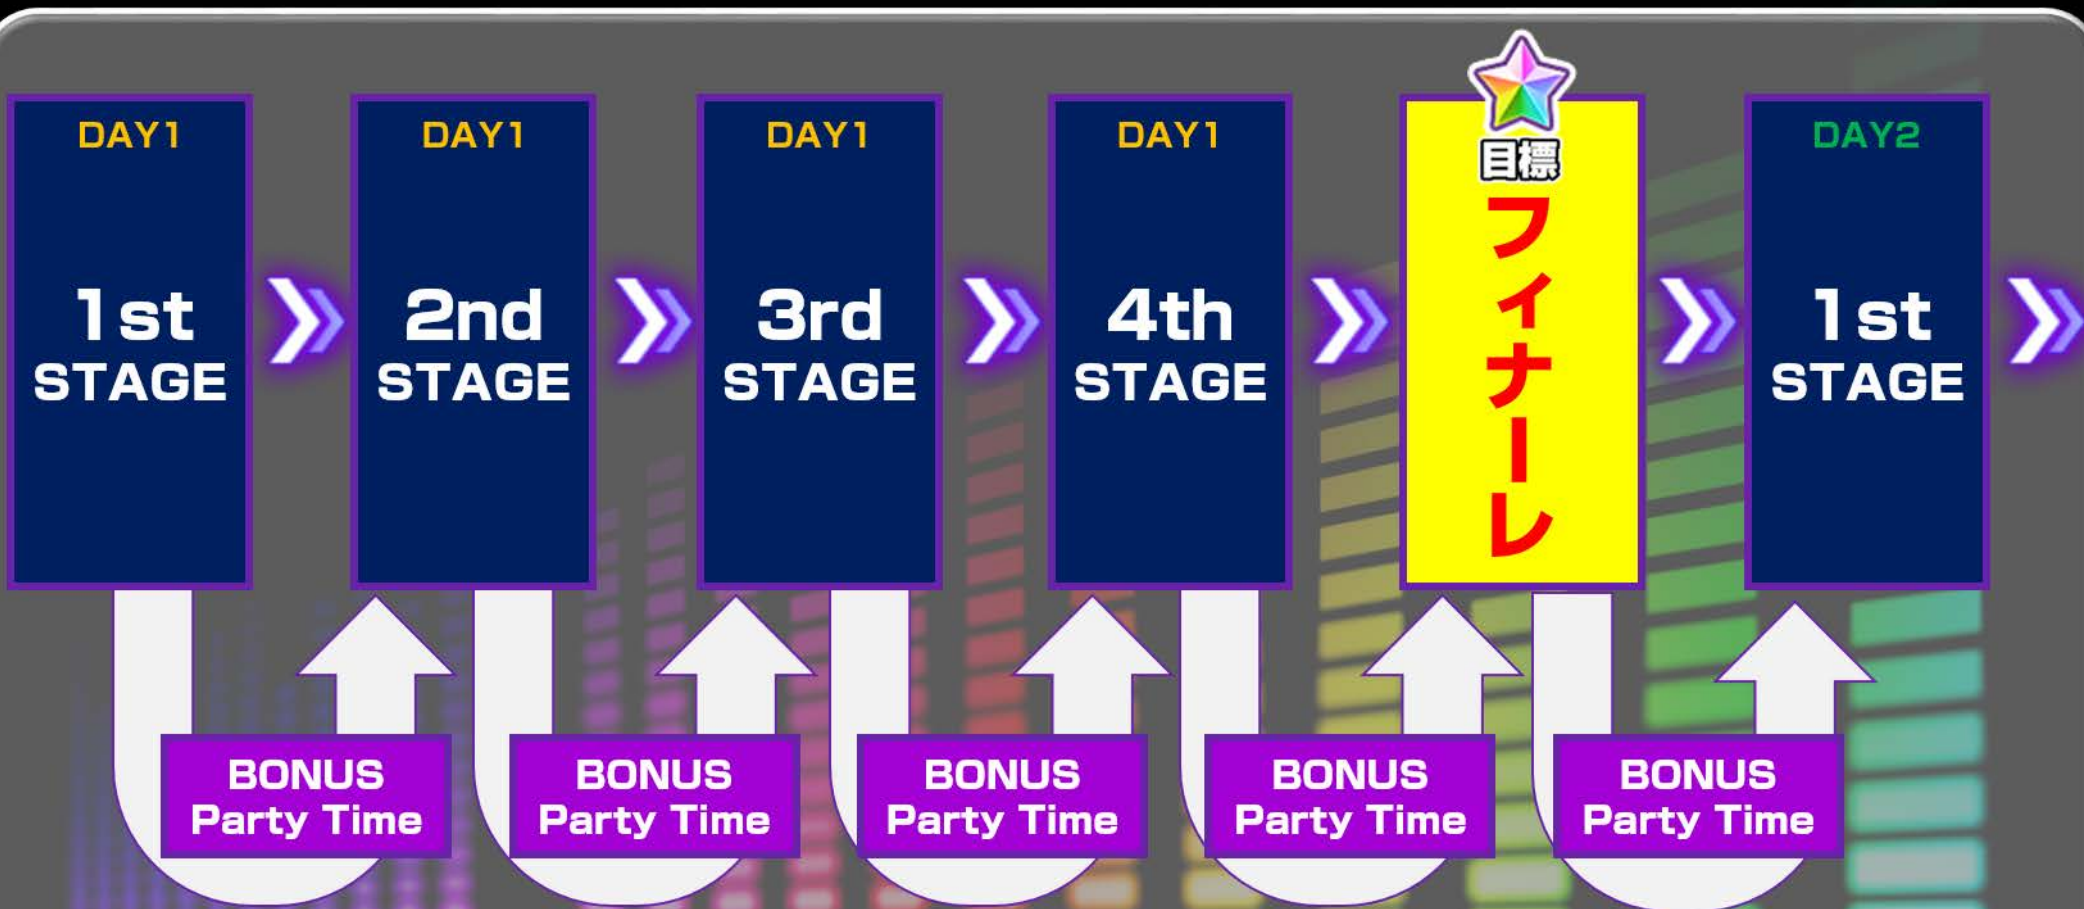 DAY1
1st
STAGE
DAY1
2nd
STAGE
DAY1
3rd
STAGE
DAY1
4th
STAGE
目標
フィナーレ
DAY2
1st
STAGE
BONUS
Party Time
BONUS
Party Time
BONUS
Party Time
BONUS
Party Time
BONUS
Party Time